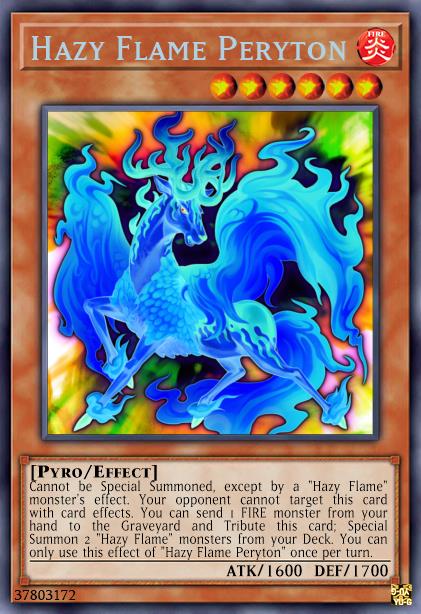 Hazy Flame Peryton
FIRE
炎
[Pyro/Effect]
Cannot be Special Summoned, except by a "Hazy Flame"
monster's effect. Your opponent cannot target this card
with card effects. You can send 1 FIRE monster from your
hand to the Graveyard and Tribute this card; Special
Summon 2 "Hazy Flame" monsters from your Deck. You can
only use this effect of "Hazy Flame Peryton" once per turn.
ATK/1600 DEF/1700
37803172